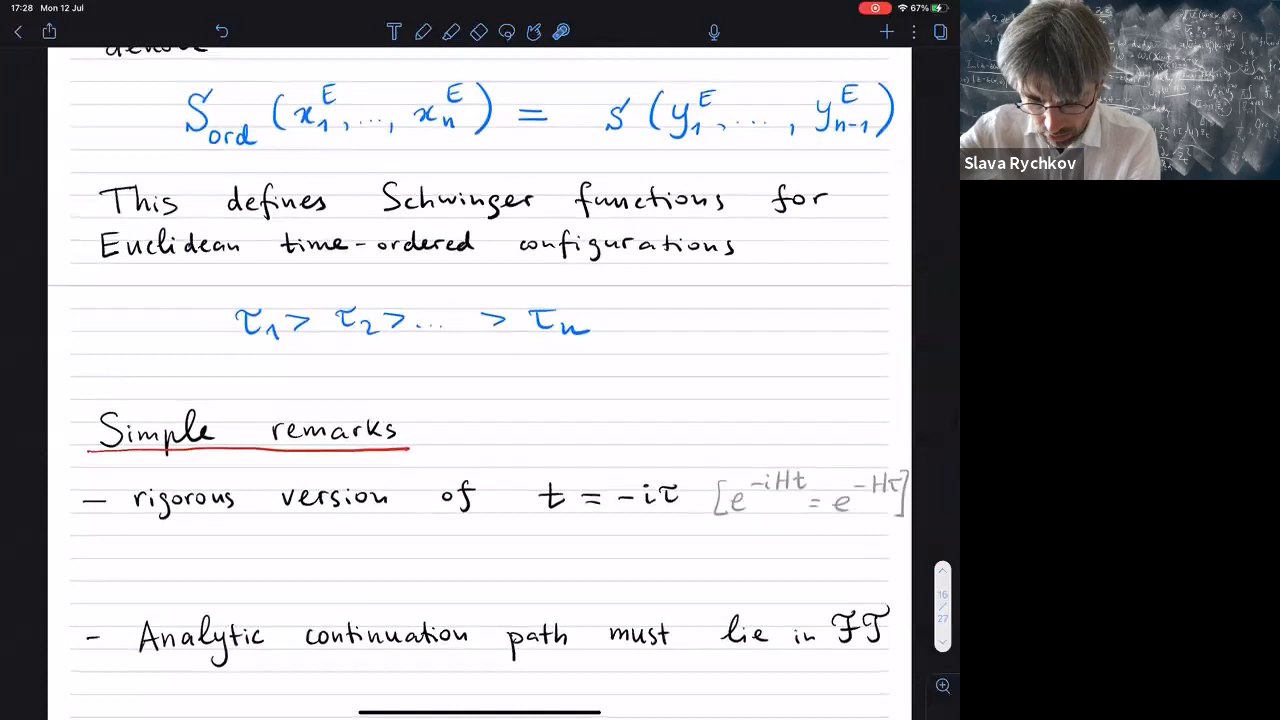 17:28 Mon 12 Jul
67%
S_ord (x_1^E, ..., x_n^E) = s (y_1^E, ..., y_{n-1}^E)
This defines Schwinger functions for
Euclidean time-ordered configurations
τ_1 > τ_2 > ... > τ_n
Simple remarks
– rigorous version of t = -iτ [e^{-iHt} = e^{-Hτ}]
- Analytic continuation path must lie in FT
16
/
27
Slava Rychkov